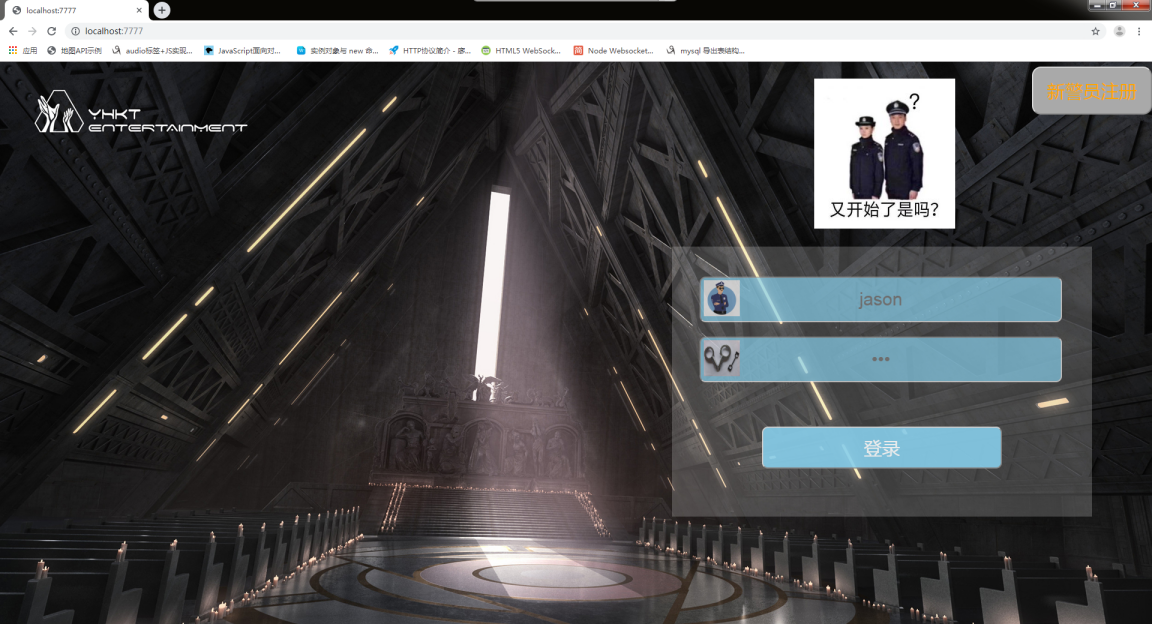 localhost:7777
localhost:7777
应用
地图API示例
audio标签+JS实现...
JavaScript面向对...
实例对象与 new 命...
HTTP协议简介 - 廖...
HTML5 WebSock...
Node Websocket...
mysql 导出表结构...
YHKT
ENTERTAINMENT
新警员注册
?
又开始了是吗?
jason
•••
登录